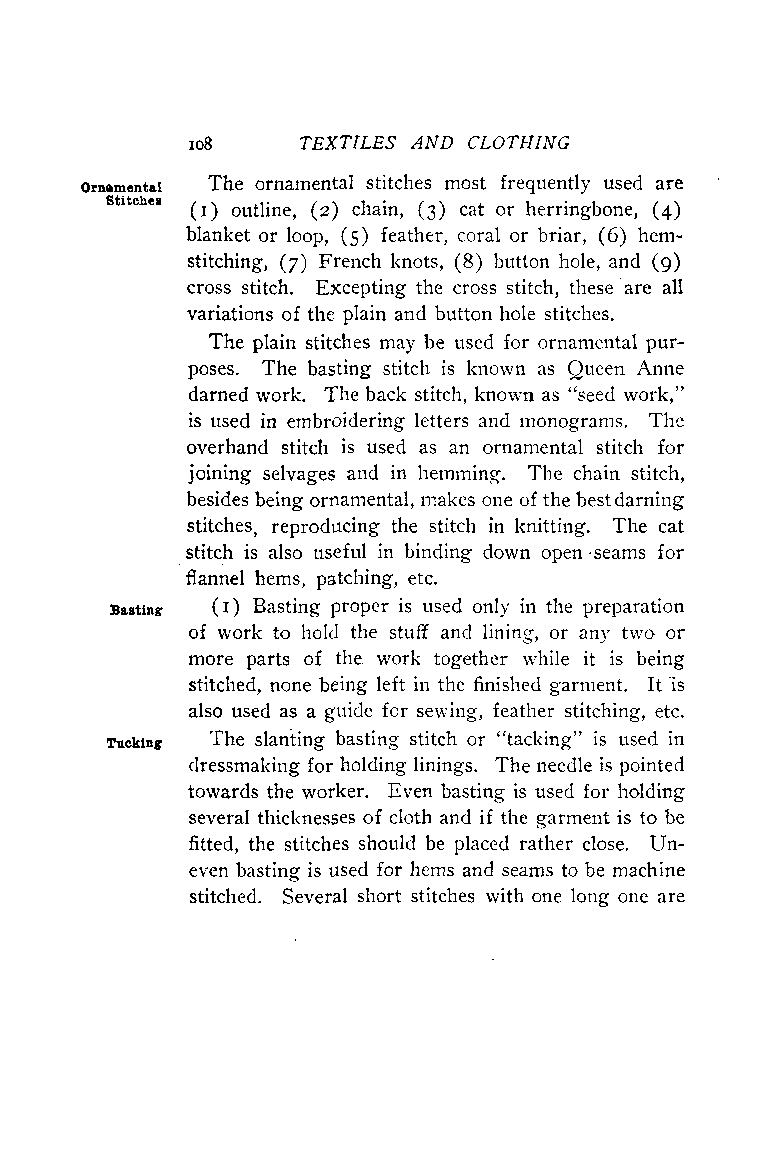 108 TEXTILES AND CLOTHING
Ornamental
Stitches
The ornamental stitches most frequently used are
(1) outline, (2) chain, (3) cat or herringbone, (4)
blanket or loop, (5) feather, coral or briar, (6) hem-
stitching, (7) French knots, (8) button hole, and (9)
cross stitch. Excepting the cross stitch, these are all
variations of the plain and button hole stitches.
The plain stitches may be used for ornamental pur-
poses. The basting stitch is known as Queen Anne
darned work. The back stitch, known as "seed work,"
is used in embroidering letters and monograms. The
overhand stitch is used as an ornamental stitch for
joining selvages and in hemming. The chain stitch,
besides being ornamental, makes one of the best darning
stitches, reproducing the stitch in knitting. The cat
stitch is also useful in binding down open seams for
flannel hems, patching, etc.
Basting
(1) Basting proper is used only in the preparation
of work to hold the stuff and lining, or any two or
more parts of the work together while it is being
stitched, none being left in the finished garment. It is
also used as a guide for sewing, feather stitching, etc.
Tucking
The slanting basting stitch or "tacking" is used in
dressmaking for holding linings. The needle is pointed
towards the worker. Even basting is used for holding
several thicknesses of cloth and if the garment is to be
fitted, the stitches should be placed rather close. Un-
even basting is used for hems and seams to be machine
stitched. Several short stitches with one long one are